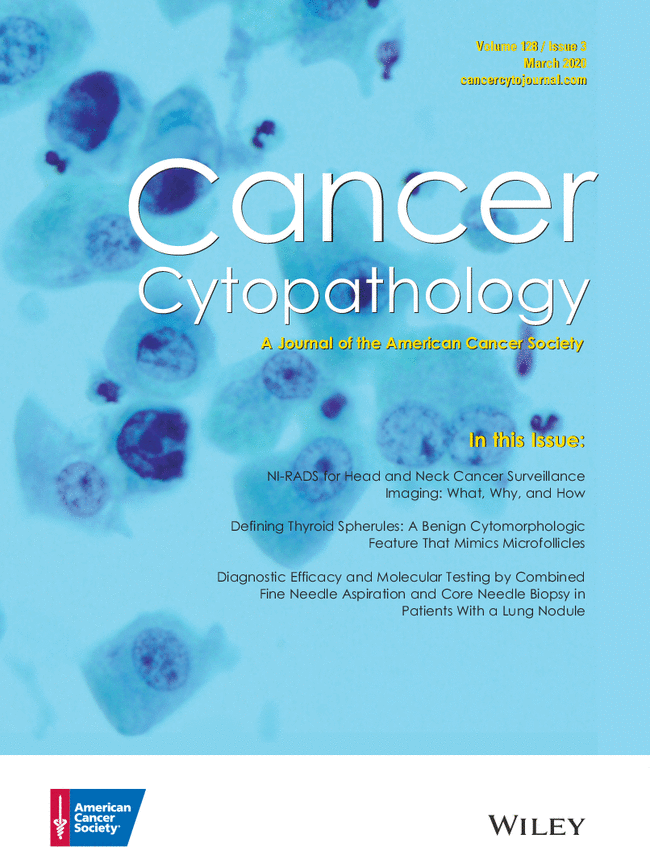 Volume 128 / Issue 3
March 2020
cancercytojournal.com
Cancer
Cytopathology
A Journal of the American Cancer Society
In this Issue:
NI-RADS for Head and Neck Cancer Surveillance
Imaging: What, Why, and How
Defining Thyroid Spherules: A Benign Cytomorphologic
Feature That Mimics Microfollicles
Diagnostic Efficacy and Molecular Testing by Combined
Fine Needle Aspiration and Core Needle Biopsy in
Patients With a Lung Nodule
American
Cancer
Society®
WILEY